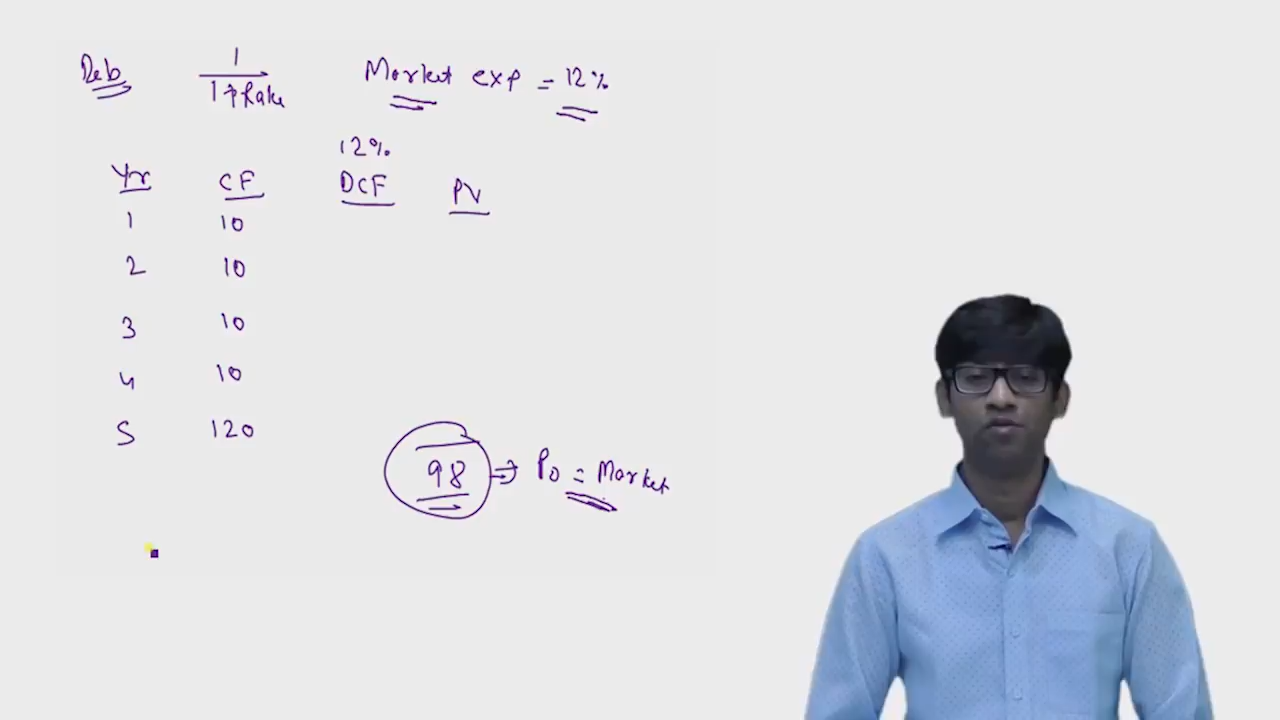 Deb 1 Market exp = 12%
1+Rate
12%
Yr CF DCF PV
1 10
2 10
3 10
4 10
5 120
98 ⇒ P0 = Market